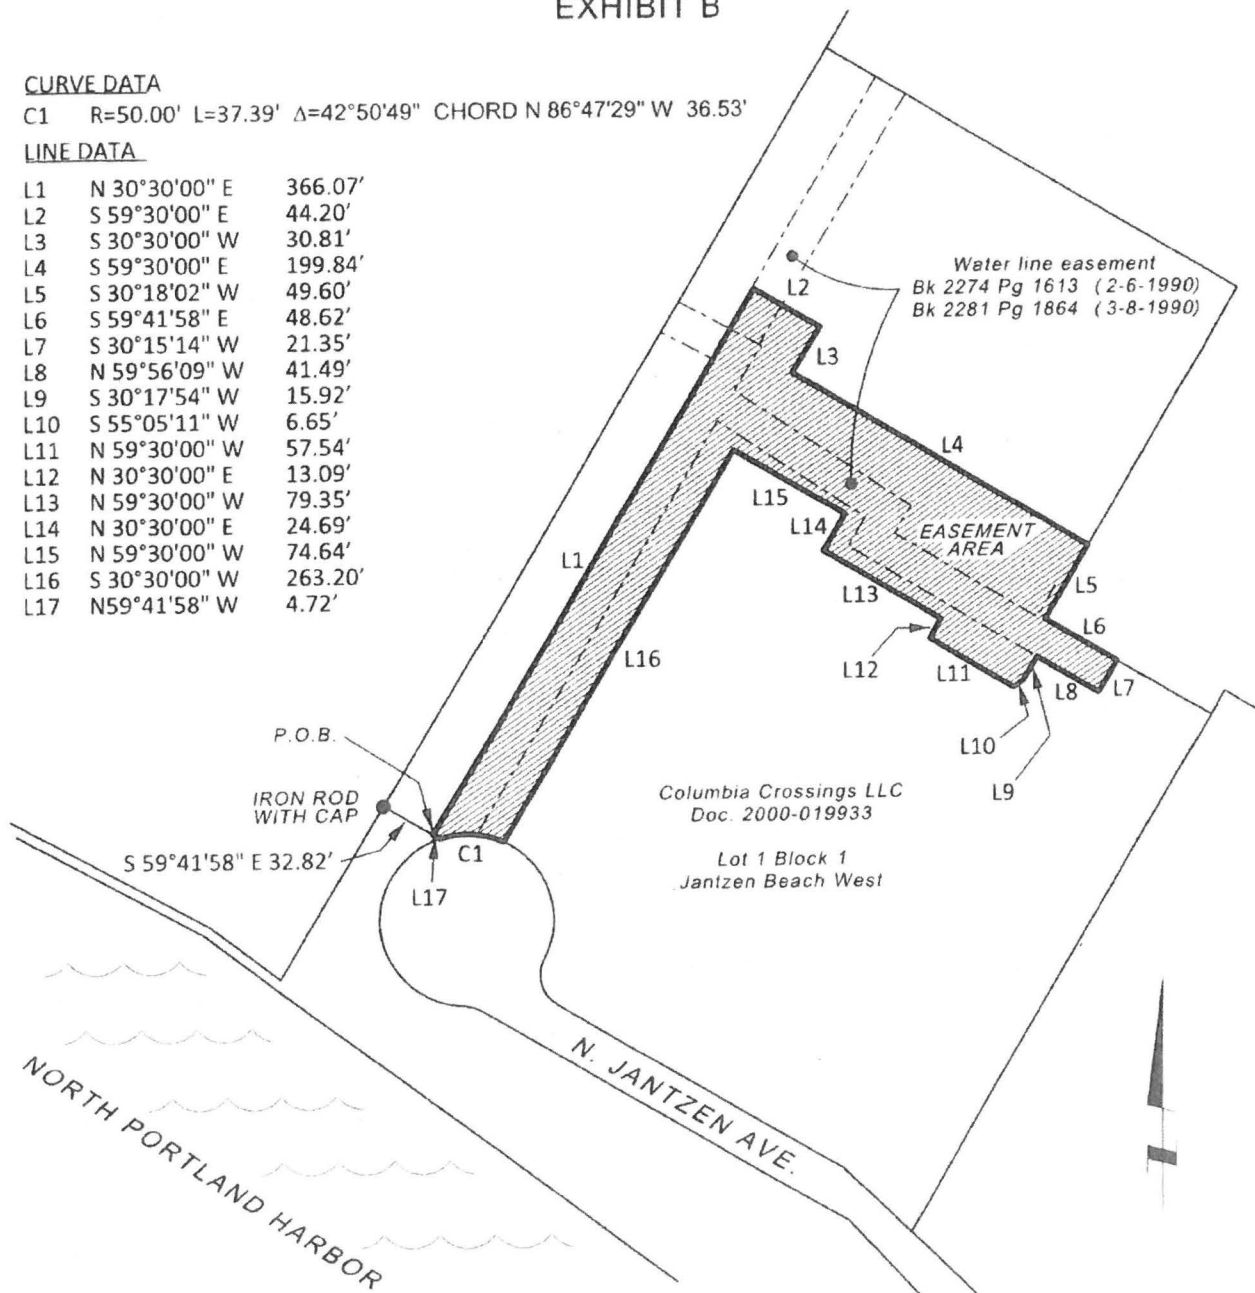 EXHIBIT B
CURVE DATA
C1 R=50.00' L=37.39' Δ=42°50'49" CHORD N 86°47'29" W 36.53'
LINE DATA
L1 N 30°30'00" E 366.07'
L2 S 59°30'00" E 44.20'
L3 S 30°30'00" W 30.81'
L4 S 59°30'00" E 199.84'
L5 S 30°18'02" W 49.60'
L6 S 59°41'58" E 48.62'
L7 S 30°15'14" W 21.35'
L8 N 59°56'09" W 41.49'
L9 S 30°17'54" W 15.92'
L10 S 55°05'11" W 6.65'
L11 N 59°30'00" W 57.54'
L12 N 30°30'00" E 13.09'
L13 N 59°30'00" W 79.35'
L14 N 30°30'00" E 24.69'
L15 N 59°30'00" W 74.64'
L16 S 30°30'00" W 263.20'
L17 N59°41'58" W 4.72'
Water line easement
Bk 2274 Pg 1613 (2-6-1990)
Bk 2281 Pg 1864 (3-8-1990)
L2
L3
L4
L15
L14
EASEMENT
AREA
L1
L5
L13
L6
L16
L12
L11
L8
L7
L10
L9
P.O.B.
IRON ROD
WITH CAP
S 59°41'58" E 32.82'
C1
L17
Columbia Crossings LLC
Doc. 2000-019933
Lot 1 Block 1
Jantzen Beach West
N. JANTZEN AVE.
NORTH PORTLAND HARBOR